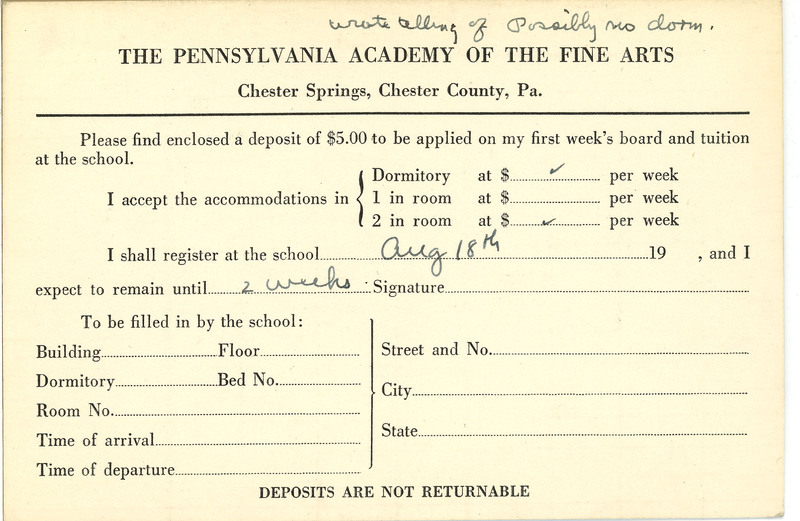 wrote telling of Possibly no dorm.
THE PENNSYLVANIA ACADEMY OF THE FINE ARTS
Chester Springs, Chester County, Pa.
Please find enclosed a deposit of $5.00 to be applied on my first week's board and tuition
at the school.
I accept the accommodations in
Dormitory at $ ✓ per week
1 in room at $ per week
2 in room at $ ✓ per week
I shall register at the school Aug 18th 19 , and I
expect to remain until 2 weeks Signature
To be filled in by the school:
Building Floor
Dormitory Bed No.
Room No.
Time of arrival
Time of departure
Street and No.
City
State
DEPOSITS ARE NOT RETURNABLE